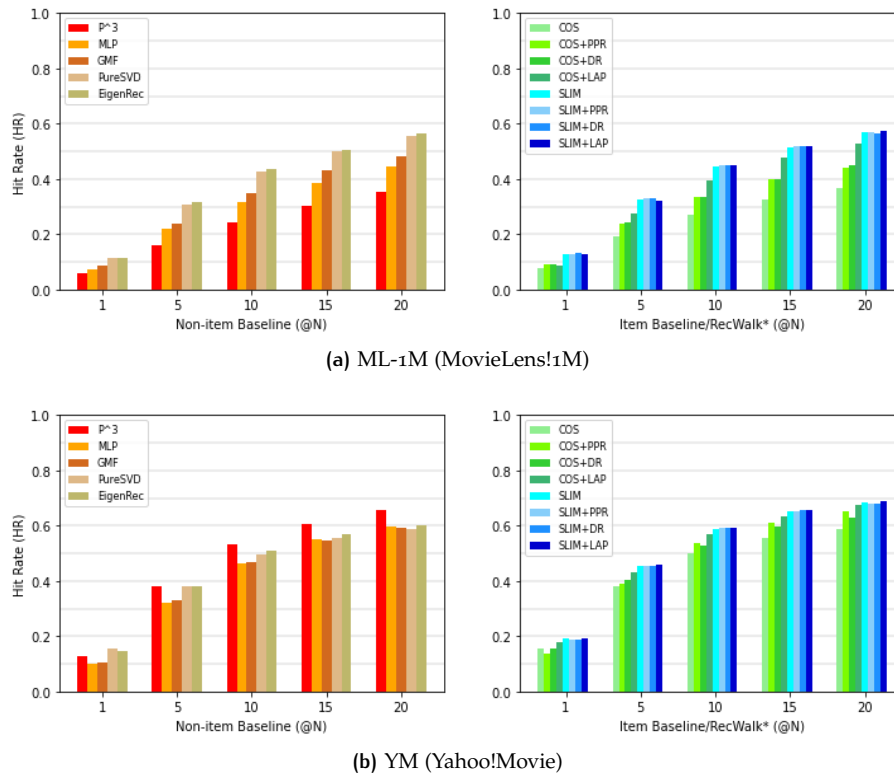 1.0
0.8
0.6
0.4
0.2
0.0
Hit Rate (HR)
P^3
MLP
GMF
PureSVD
EigenRec
1 5 10 15 20
Non-item Baseline (@N)
1.0
0.8
0.6
0.4
0.2
0.0
COS
COS+PPR
COS+DR
COS+LAP
SLIM
SLIM+PPR
SLIM+DR
SLIM+LAP
1 5 10 15 20
Item Baseline/RecWalk* (@N)
(a) ML-1M (MovieLens!1M)
1.0
0.8
0.6
0.4
0.2
0.0
Hit Rate (HR)
P^3
MLP
GMF
PureSVD
EigenRec
1 5 10 15 20
Non-item Baseline (@N)
1.0
0.8
0.6
0.4
0.2
0.0
COS
COS+PPR
COS+DR
COS+LAP
SLIM
SLIM+PPR
SLIM+DR
SLIM+LAP
1 5 10 15 20
Item Baseline/RecWalk* (@N)
(b) YM (Yahoo!Movie)